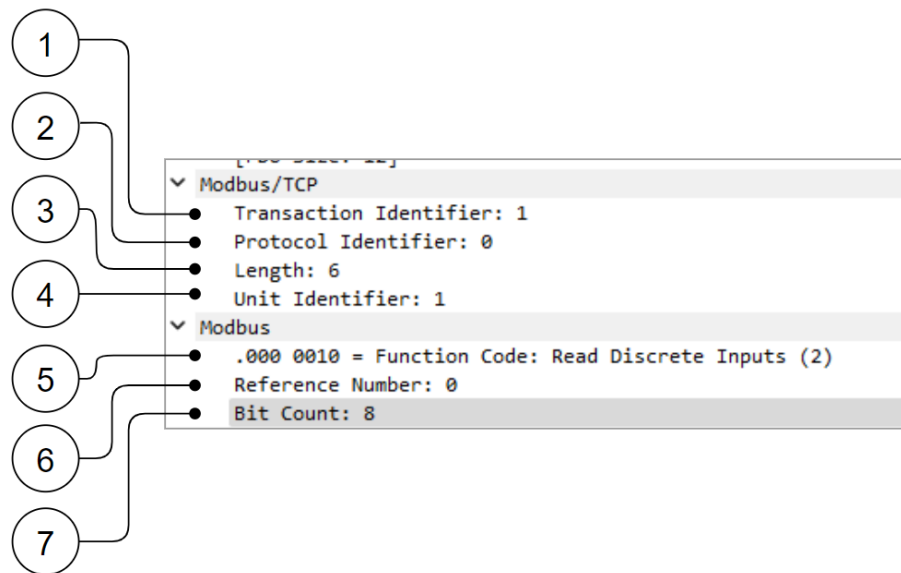 1
2
3
4
5
6
7
Modbus/TCP
Transaction Identifier: 1
Protocol Identifier: 0
Length: 6
Unit Identifier: 1
Modbus
.000 0010 = Function Code: Read Discrete Inputs (2)
Reference Number: 0
Bit Count: 8